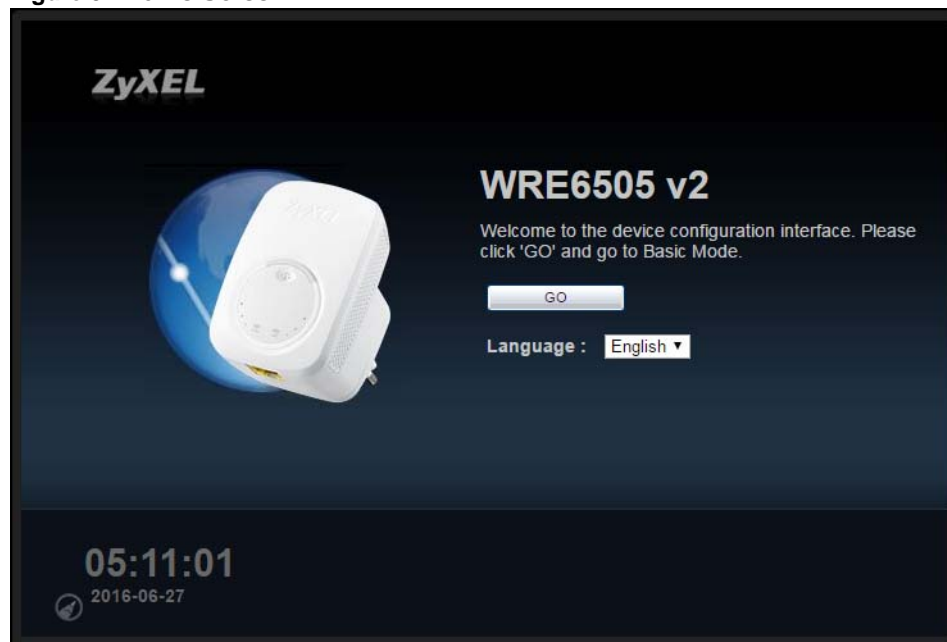 ZyXEL
WRE6505 v2
Welcome to the device configuration interface. Please
click 'GO' and go to Basic Mode.
GO
Language : English
05:11:01
2016-06-27